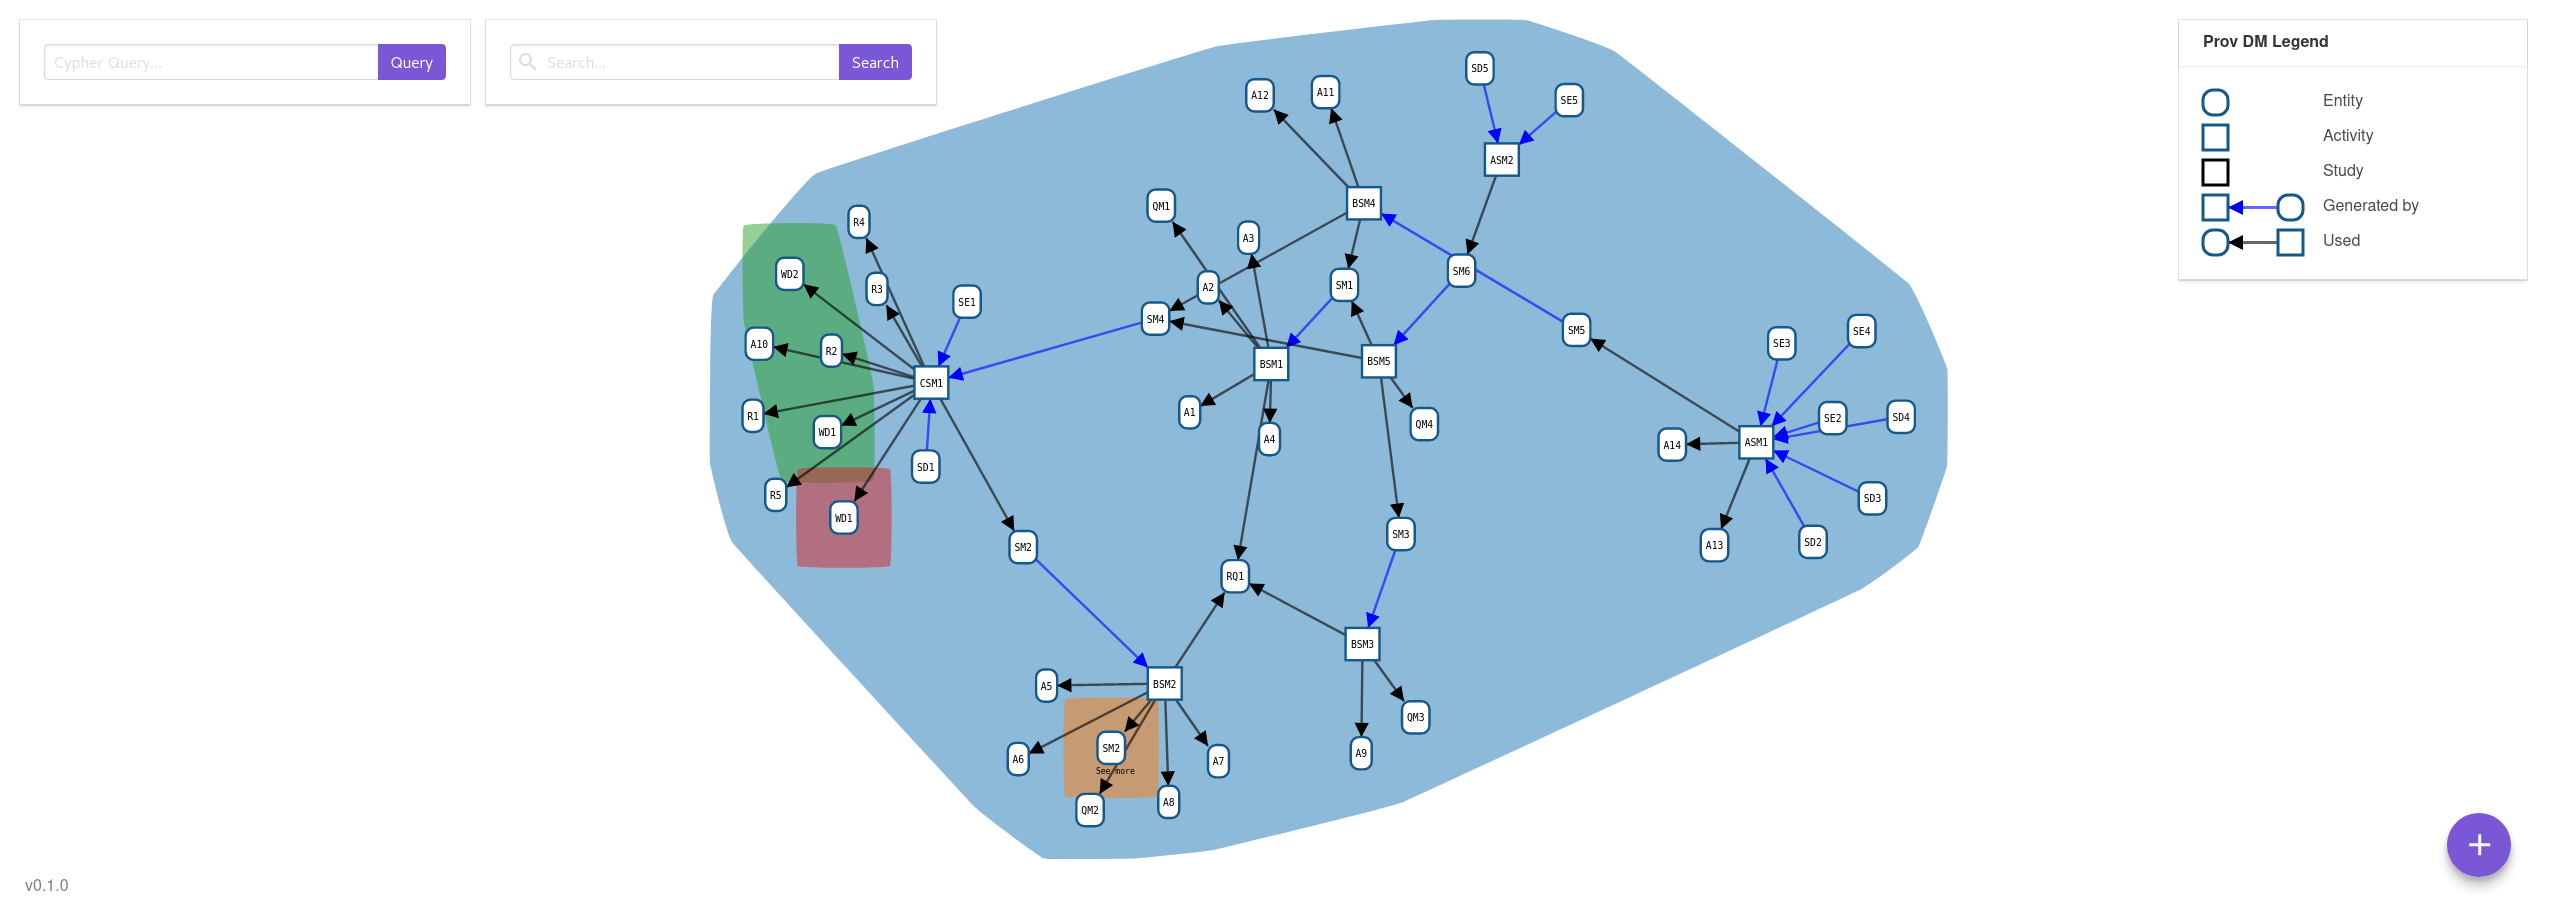 Cypher Query...
Query
Search...
Search
Prov DM Legend
Entity
Activity
Study
Generated by
Used
SD5
A12
A11
SE5
ASM2
QM1
BSM4
R4
A3
SM6
WD2
R3
A2
SM1
SE1
SM4
SM5
SE4
A10
R2
SE3
BSM1
BSM5
CSM1
R1
A1
SE2
SD4
WD1
QM4
A4
ASM1
A14
SD1
R5
SD3
WD1
SM3
SM2
SD2
A13
RQ1
BSM3
BSM2
A5
QM3
SM2
See more
A6
A9
A7
QM2
A8
v0.1.0